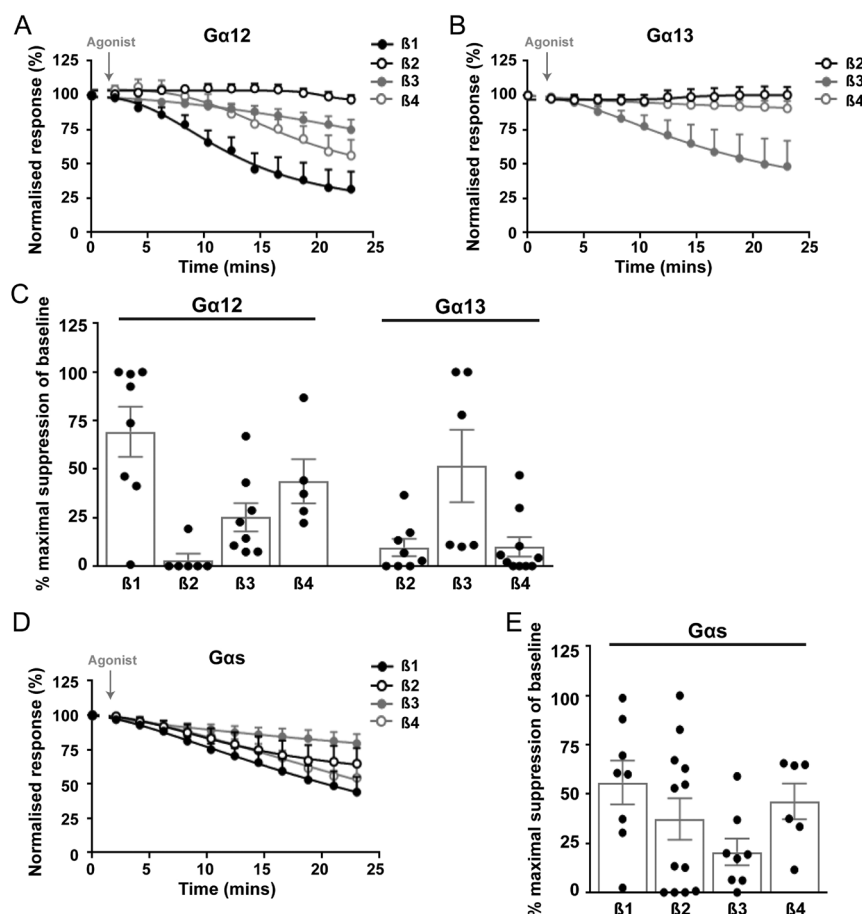 A
Gα12
Agonist
Normalised response (%)
125
100
75
50
25
0
0 5 10 15 20 25
Time (mins)
ß1
ß2
ß3
ß4
B
Gα13
Agonist
Normalised response (%)
125
100
75
50
25
0
0 5 10 15 20 25
Time (mins)
ß2
ß3
ß4
C
Gα12 Gα13
% maximal suppression of baseline
125
100
75
50
25
0
ß1 ß2 ß3 ß4 ß2 ß3 ß4
D
Gαs
Agonist
Normalised response (%)
125
100
75
50
25
0
0 5 10 15 20 25
Time (mins)
ß1
ß2
ß3
ß4
E
Gαs
% maximal suppression of baseline
125
100
75
50
25
0
ß1 ß2 ß3 ß4